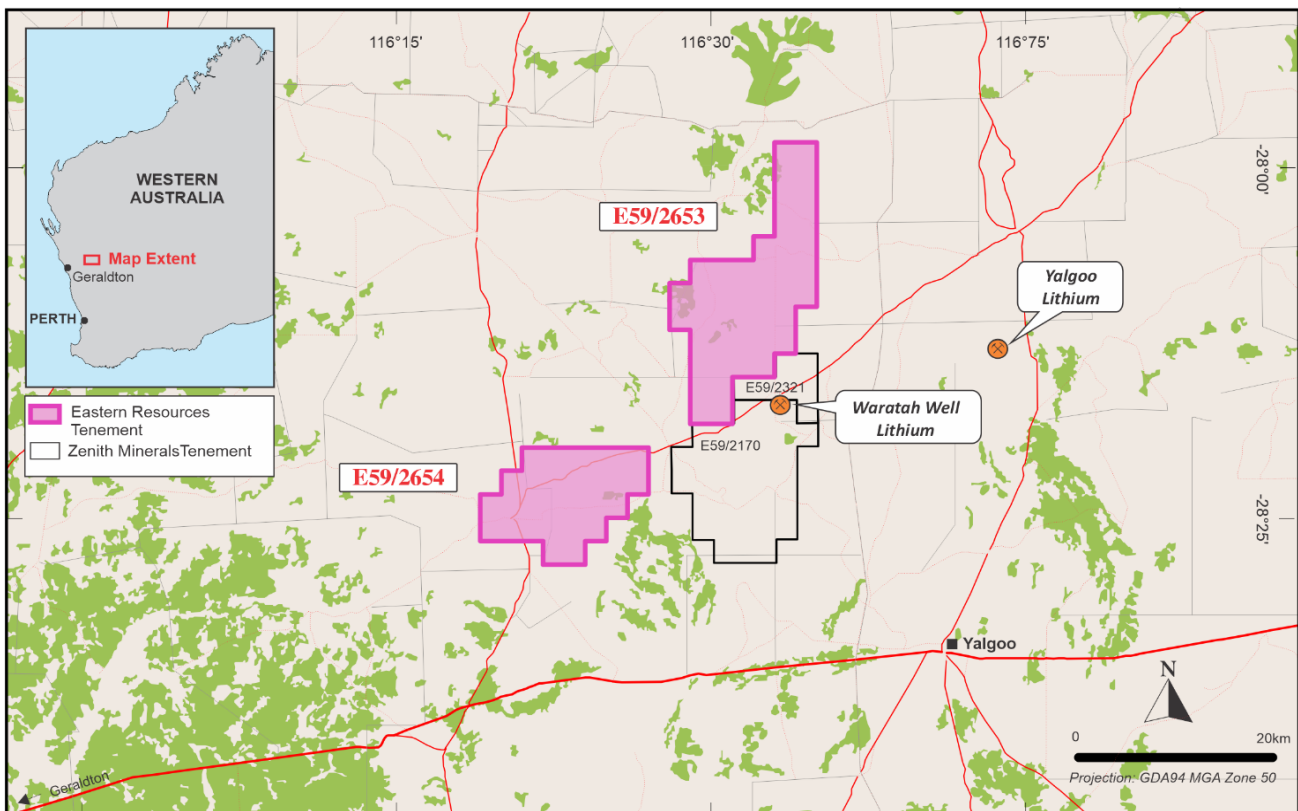 116°15'
116°30'
116°75'
WESTERN
AUSTRALIA
Map Extent
Geraldton
PERTH
Eastern Resources
Tenement
Zenith MineralsTenement
E59/2653
E59/2654
E59/2321
E59/2170
Yalgoo
Lithium
Waratah Well
Lithium
-28°00'
-28°25'
Yalgoo
Geraldton
N
0 20km
Projection: GDA94 MGA Zone 50